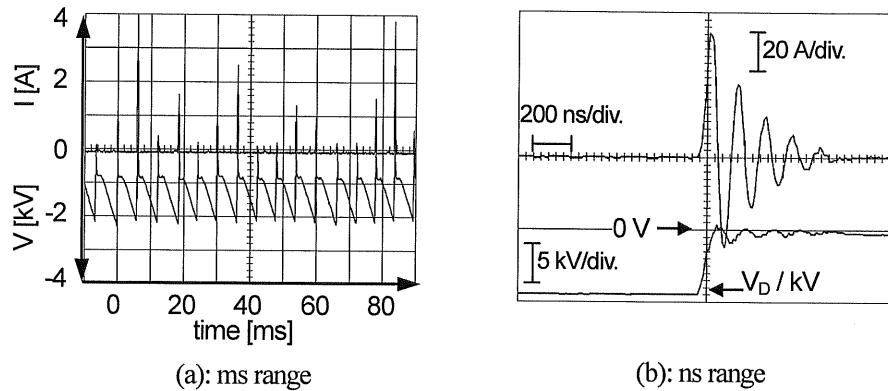 4
2
0
-2
-4
I [A]
V [kV]
0 20 40 60 80
time [ms]
(a): ms range
20 A/div.
200 ns/div.
0 V
5 kV/div.
V_D / kV
(b): ns range